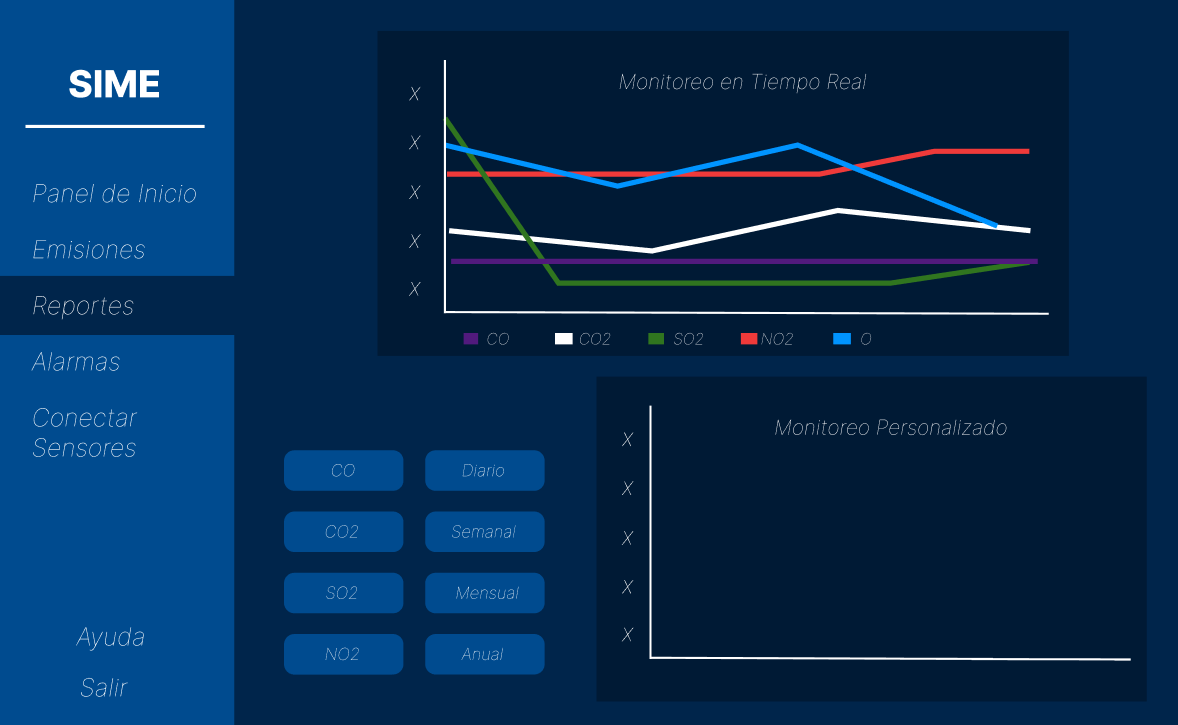 SIME
Panel de Inicio
Emisiones
Reportes
Alarmas
Conectar
Sensores
Ayuda
Salir
Monitoreo en Tiempo Real
X
X
X
X
X
CO
CO2
SO2
NO2
O
CO
Diario
CO2
Semanal
SO2
Mensual
NO2
Anual
Monitoreo Personalizado
X
X
X
X
X